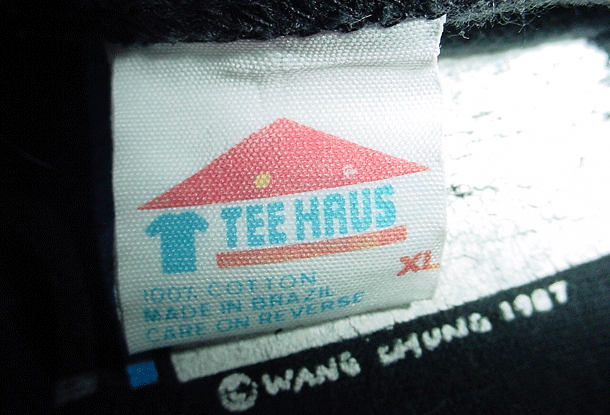 TEE HAUS
XL
100% COTTON
MADE IN BRAZIL
CARE ON REVERSE
© WANG CHUNG 1987